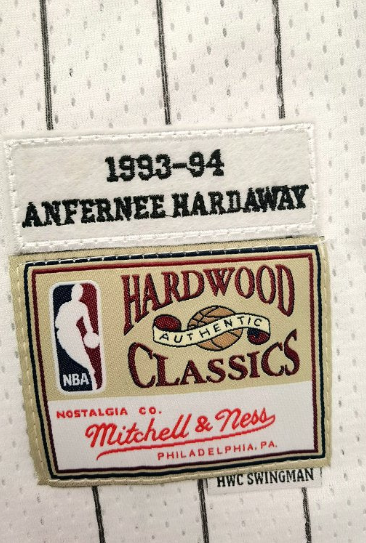 1993-94
ANFERNEE HARDAWAY
HARDWOOD
AUTHENTIC
CLASSICS
NBA
NOSTALGIA CO.
Mitchell & Ness
PHILADELPHIA, PA.
HWC SWINGMAN